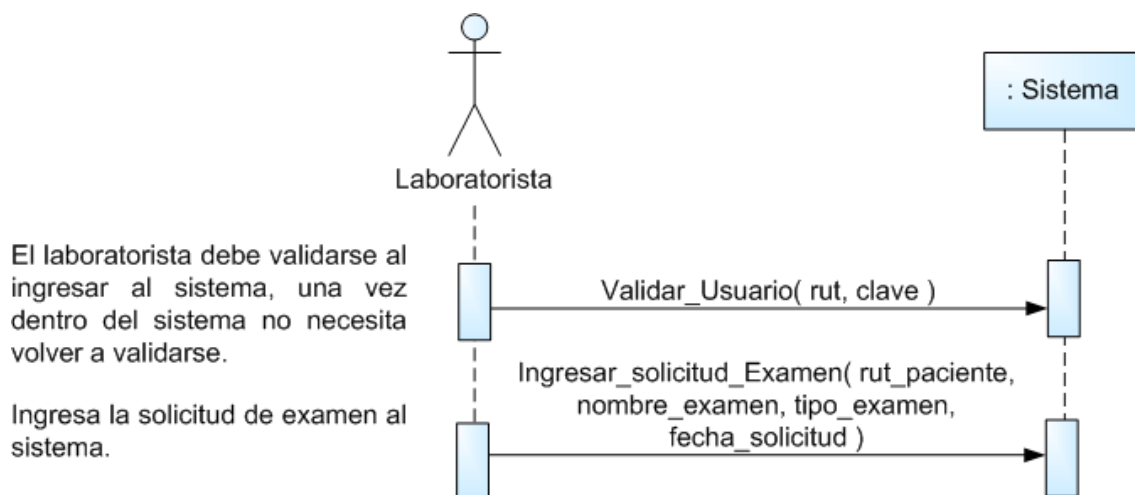 : Sistema
Laboratorista
El laboratorista debe validarse al
ingresar al sistema, una vez
dentro del sistema no necesita
volver a validarse.
Validar_Usuario( rut, clave )
Ingresar_solicitud_Examen( rut_paciente,
nombre_examen, tipo_examen,
fecha_solicitud )
Ingresa la solicitud de examen al
sistema.